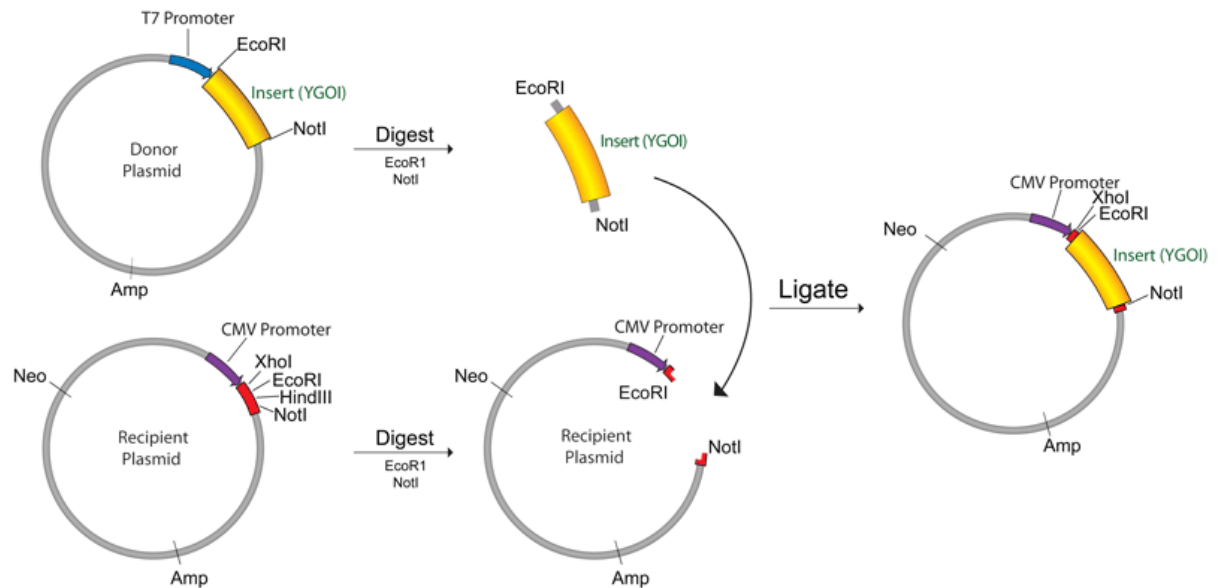 T7 Promoter
EcoRI
Insert (YGOI)
NotI
Donor
Plasmid
Amp
Digest
EcoR1
NotI
EcoRI
Insert (YGOI)
NotI
CMV Promoter
XhoI
EcoRI
HindIII
NotI
Neo
Recipient
Plasmid
Amp
Digest
EcoR1
NotI
CMV Promoter
EcoRI
Neo
NotI
Recipient
Plasmid
Amp
Ligate
CMV Promoter
XhoI
EcoRI
Neo
Insert (YGOI)
NotI
Amp